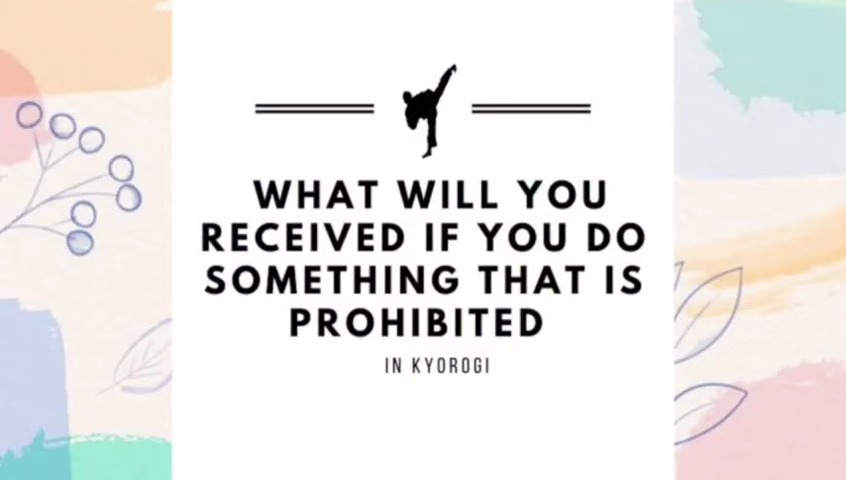 WHAT WILL YOU
RECEIVED IF YOU DO
SOMETHING THAT IS
PROHIBITED
IN KYOROGI